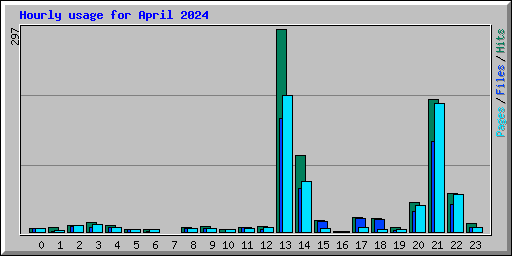 Hourly usage for April 2024
297
Pages/Files/Hits
0 1 2 3 4 5 6 7 8 9 10 11 12 13 14 15 16 17 18 19 20 21 22 23